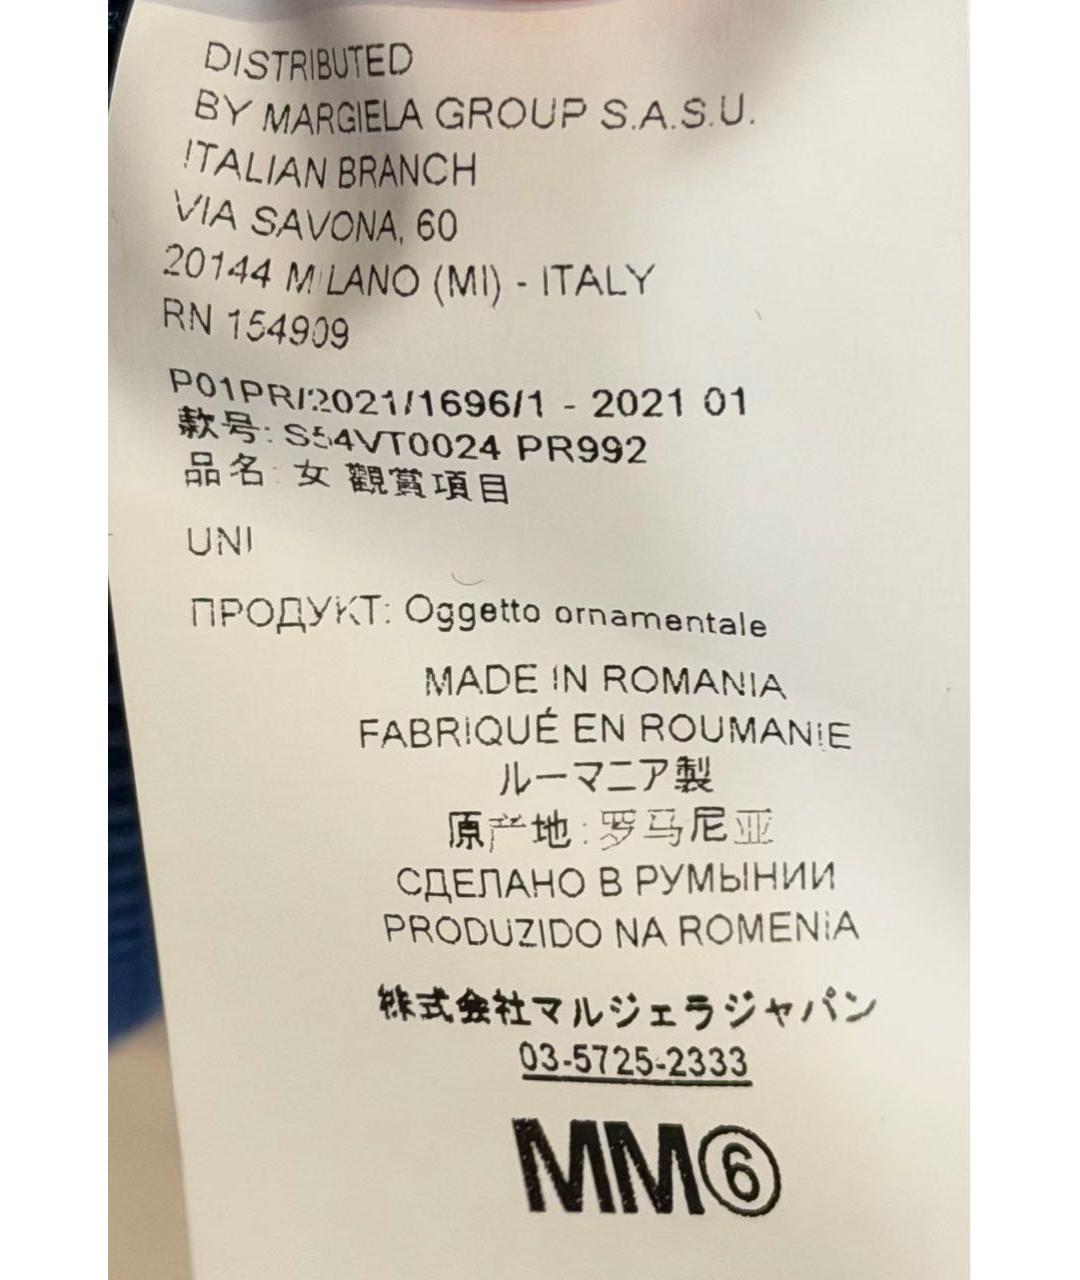 DISTRIBUTED
BY MARGIELA GROUP S.A.S.U.
ITALIAN BRANCH
VIA SAVONA, 60
20144 MILANO (MI) - ITALY
RN 154909
P01PR/2021/1696/1 - 2021 01
款号: S54VT0024 PR992
品名: 女 觀賞項目
UNI
ПРОДУКТ: Oggetto ornamentale
MADE IN ROMANIA
FABRIQUÉ EN ROUMANIE
ルーマニア製
原产地: 罗马尼亚
СДЕЛАНО В РУМЫНИИ
PRODUZIDO NA ROMENIA
株式会社マルジェラジャパン
03-5725-2333
MM⑥